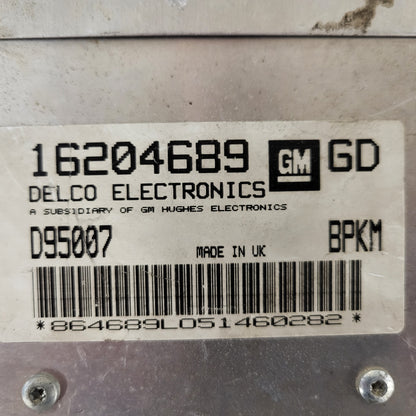 16204689 GM GD
DELCO ELECTRONICS
A SUBSIDIARY OF GM HUGHES ELECTRONICS
D95007 MADE IN UK BPKM
*864689L051460282*